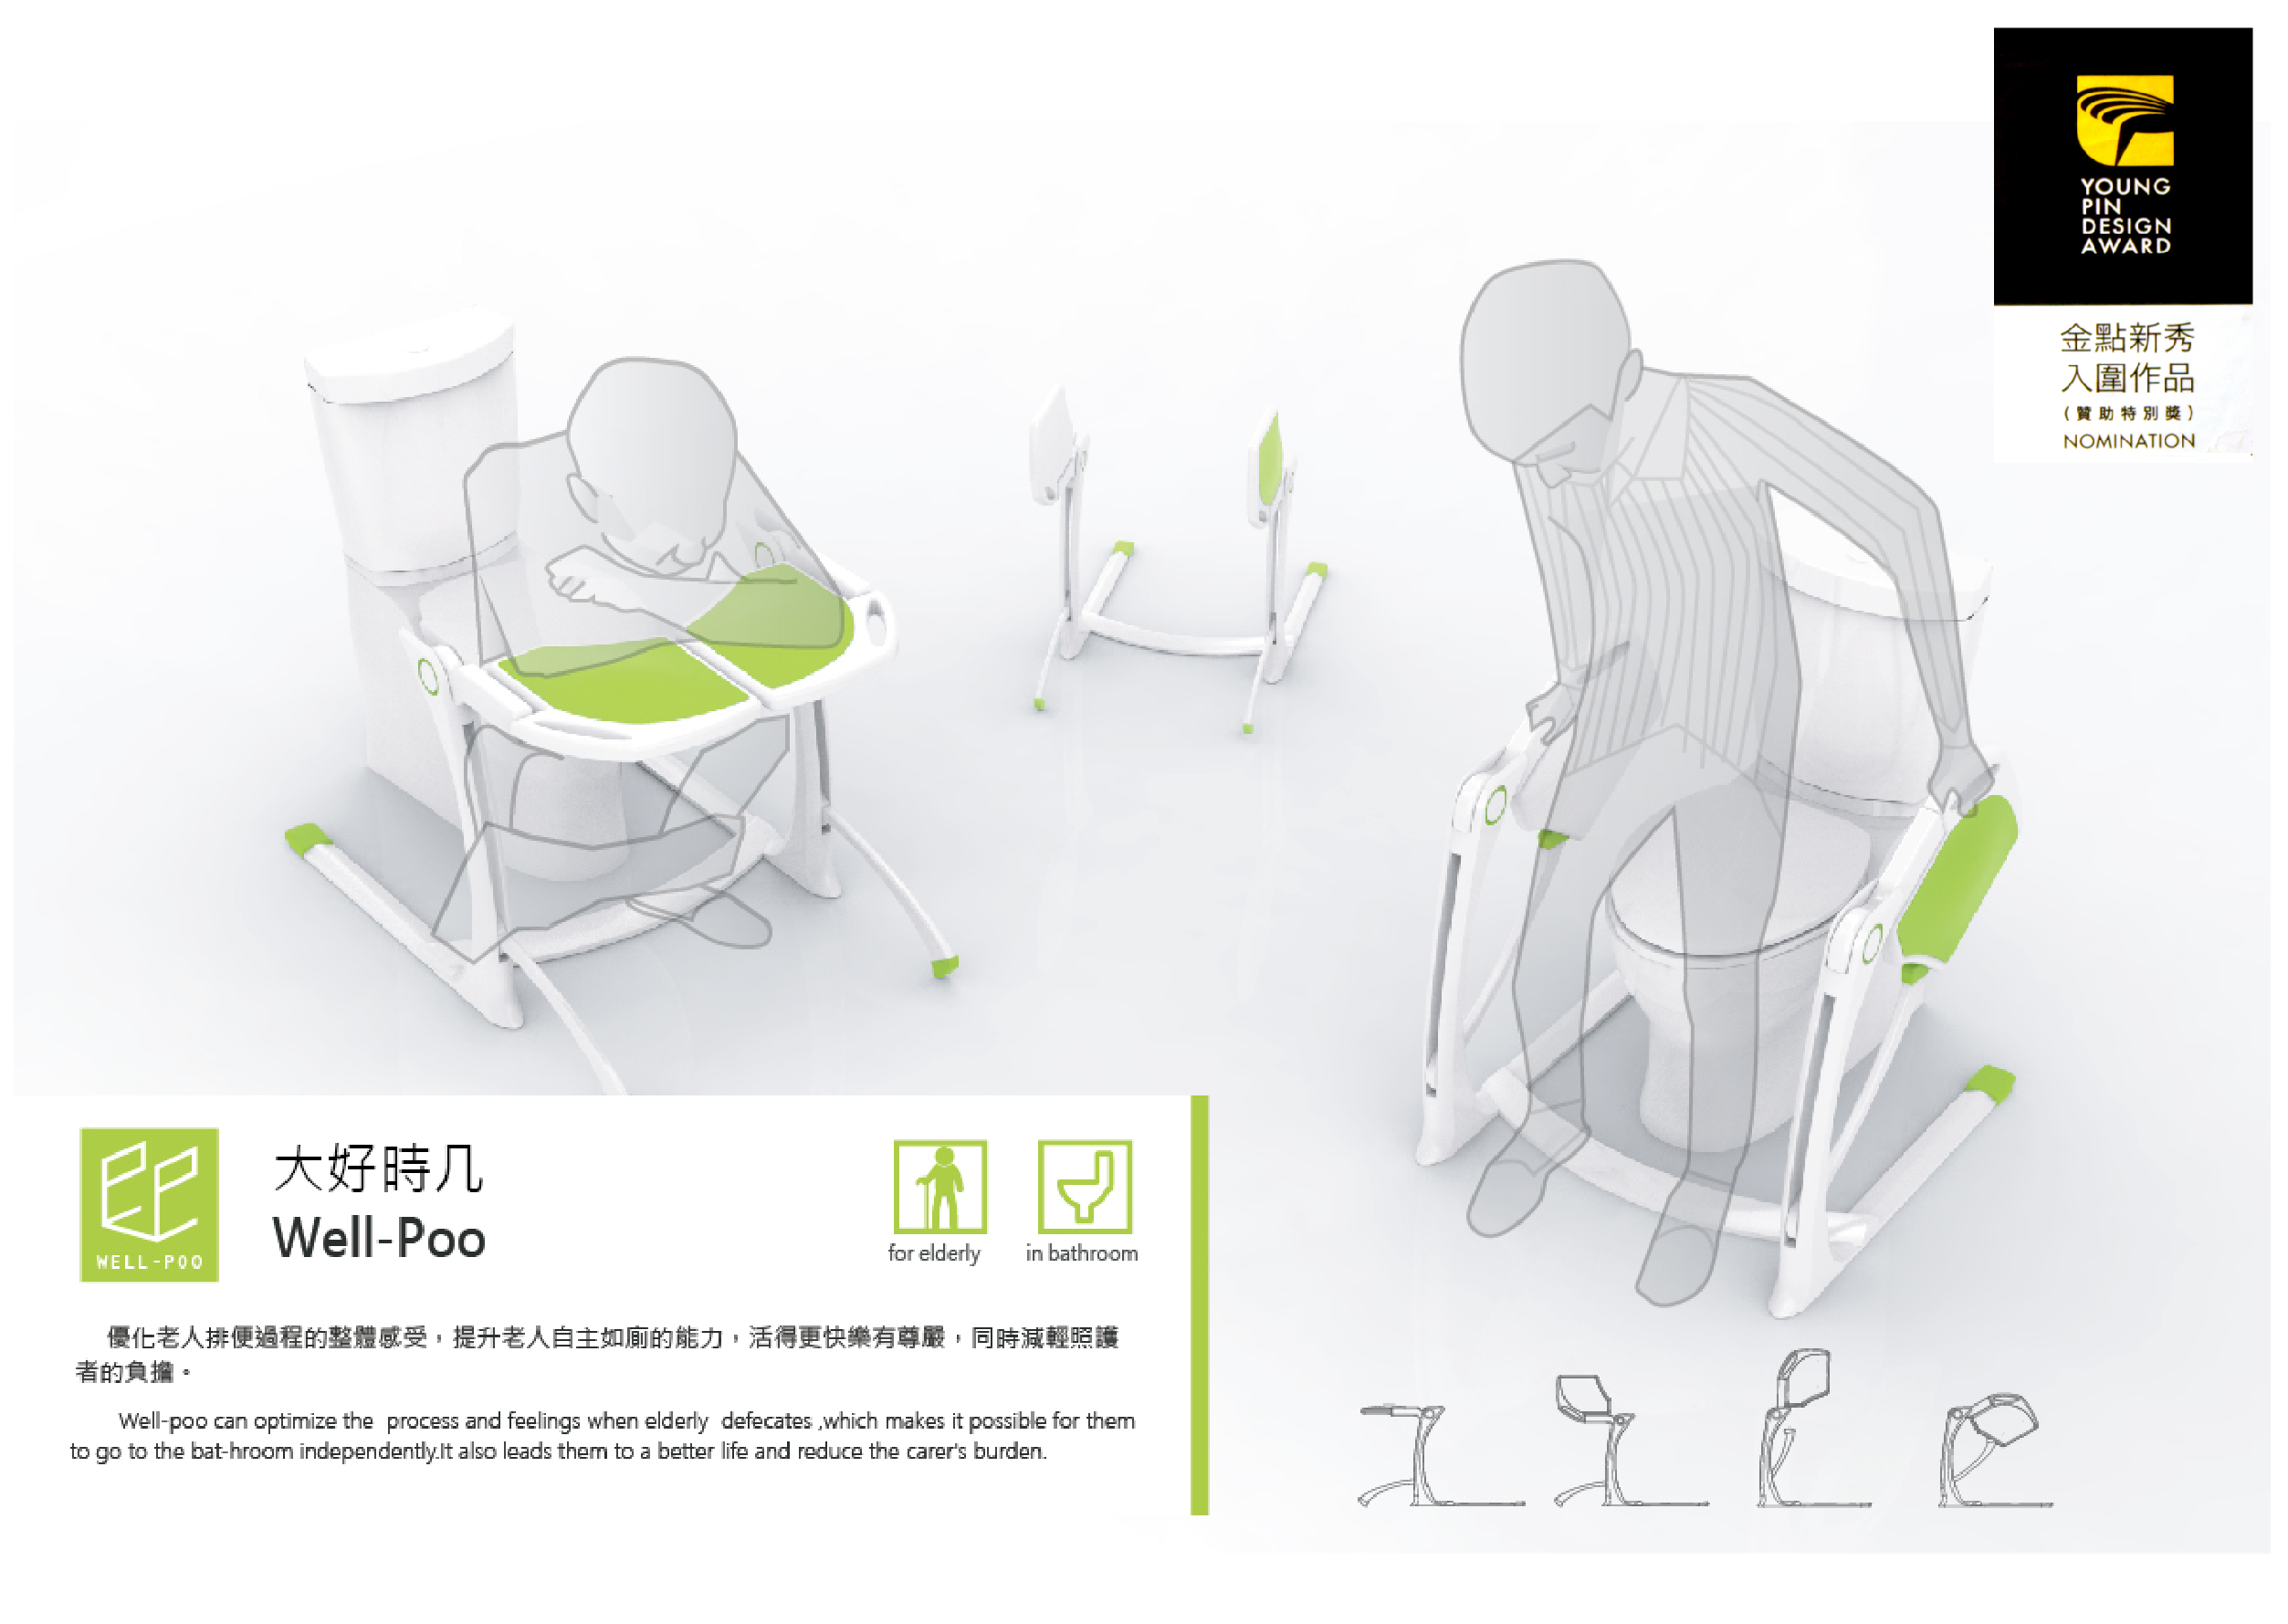 YOUNG
PIN
DESIGN
AWARD
金點新秀
入圍作品
(贊助特別獎)
NOMINATION
WELL-POO
大好時几
Well-Poo
for elderly
in bathroom
優化老人排便過程的整體感受，提升老人自主如廁的能力，活得更快樂有尊嚴，同時減輕照護
者的負擔。
Well-poo can optimize the process and feelings when elderly defecates ,which makes it possible for them
to go to the bat-hroom independently.It also leads them to a better life and reduce the carer's burden.